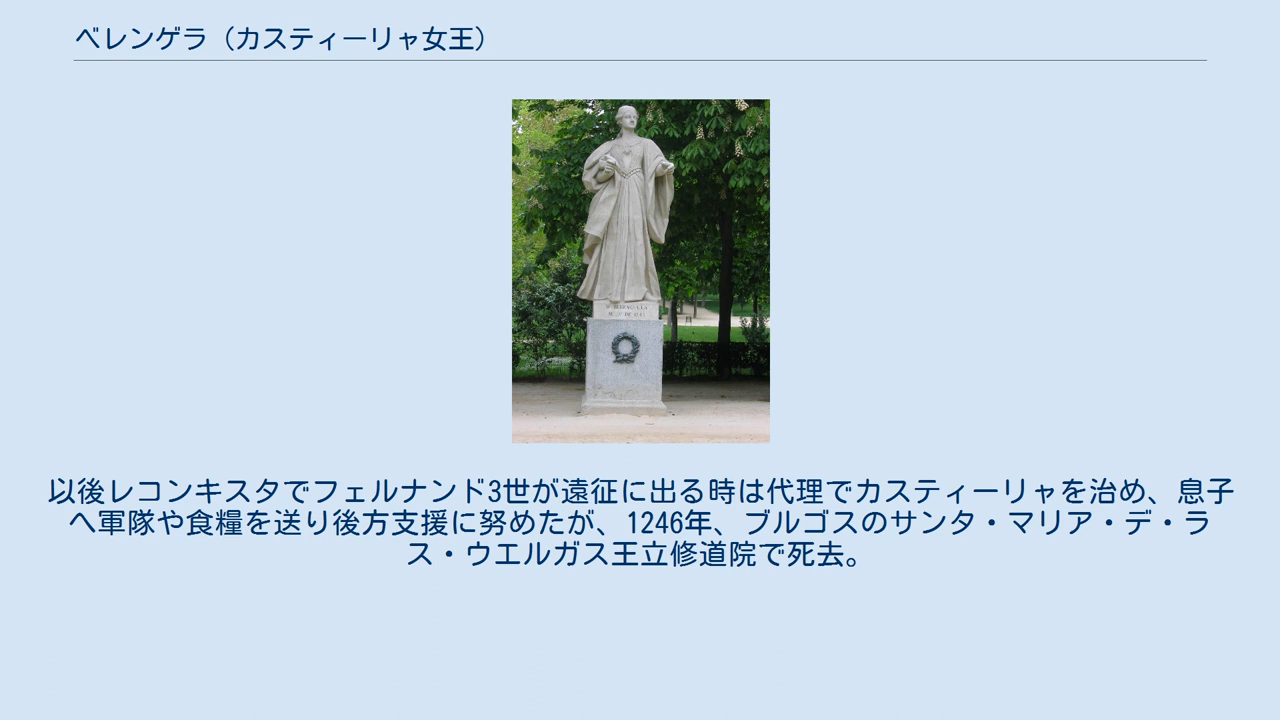 ベレンゲラ（カスティーリャ女王）
以後レコンキスタでフェルナンド3世が遠征に出る時は代理でカスティーリャを治め、息子
へ軍隊や食糧を送り後方支援に努めたが、1246年、ブルゴスのサンタ・マリア・デ・ラ
ス・ウエルガス王立修道院で死去。